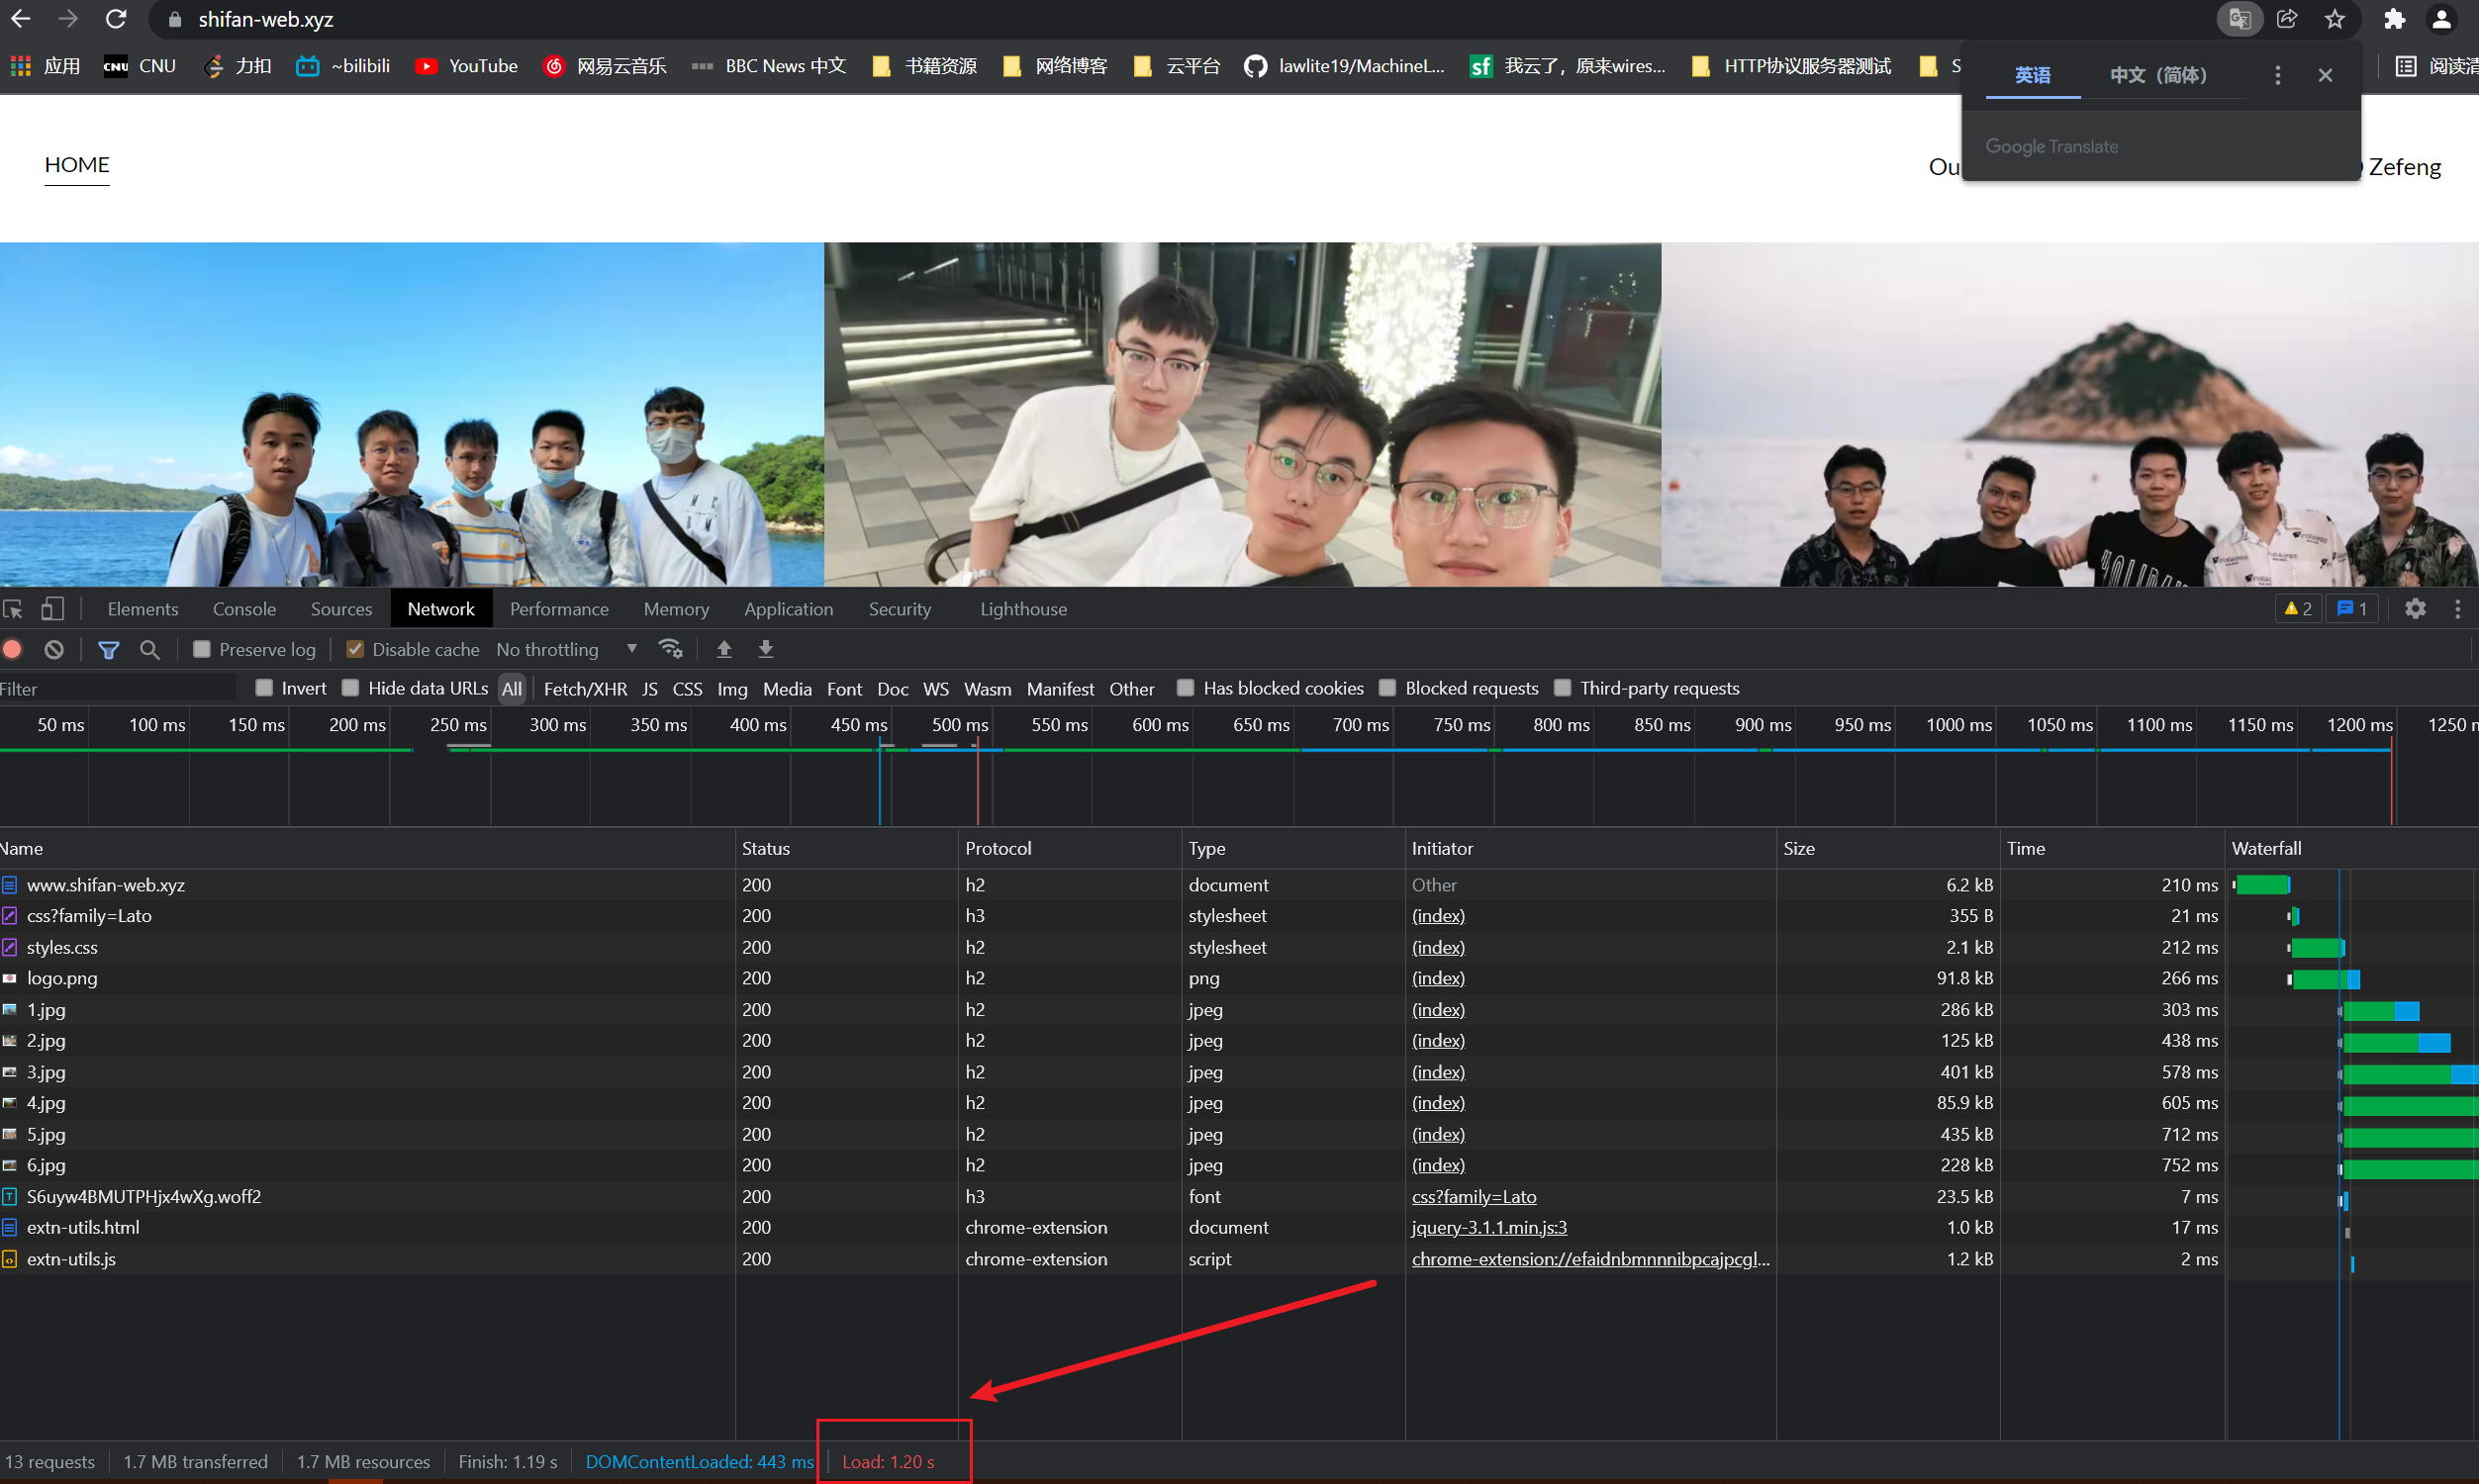 shifan-web.xyz
应用 CNU CNU 力扣 ~bilibili YouTube 网易云音乐 BBC News 中文 书籍资源 网络博客 云平台 lawlite19/MachineL... sf 我云了，原来wires... HTTP协议服务器测试 S 阅读清
英语 中文（简体）
Google Translate
HOME Ou Zefeng
Elements Console Sources Network Performance Memory Application Security Lighthouse 2 1
Preserve log Disable cache No throttling
Filter Invert Hide data URLs All Fetch/XHR JS CSS Img Media Font Doc WS Wasm Manifest Other Has blocked cookies Blocked requests Third-party requests
50 ms 100 ms 150 ms 200 ms 250 ms 300 ms 350 ms 400 ms 450 ms 500 ms 550 ms 600 ms 650 ms 700 ms 750 ms 800 ms 850 ms 900 ms 950 ms 1000 ms 1050 ms 1100 ms 1150 ms 1200 ms 1250 m
Name Status Protocol Type Initiator Size Time Waterfall
www.shifan-web.xyz 200 h2 document Other 6.2 kB 210 ms
css?family=Lato 200 h3 stylesheet (index) 355 B 21 ms
styles.css 200 h2 stylesheet (index) 2.1 kB 212 ms
logo.png 200 h2 png (index) 91.8 kB 266 ms
1.jpg 200 h2 jpeg (index) 286 kB 303 ms
2.jpg 200 h2 jpeg (index) 125 kB 438 ms
3.jpg 200 h2 jpeg (index) 401 kB 578 ms
4.jpg 200 h2 jpeg (index) 85.9 kB 605 ms
5.jpg 200 h2 jpeg (index) 435 kB 712 ms
6.jpg 200 h2 jpeg (index) 228 kB 752 ms
S6uyw4BMUTPHjx4wXg.woff2 200 h3 font css?family=Lato 23.5 kB 7 ms
extn-utils.html 200 chrome-extension document jquery-3.1.1.min.js:3 1.0 kB 17 ms
extn-utils.js 200 chrome-extension script chrome-extension://efaidnbmnnnibpcajpcgl... 1.2 kB 2 ms
13 requests 1.7 MB transferred 1.7 MB resources Finish: 1.19 s DOMContentLoaded: 443 ms Load: 1.20 s